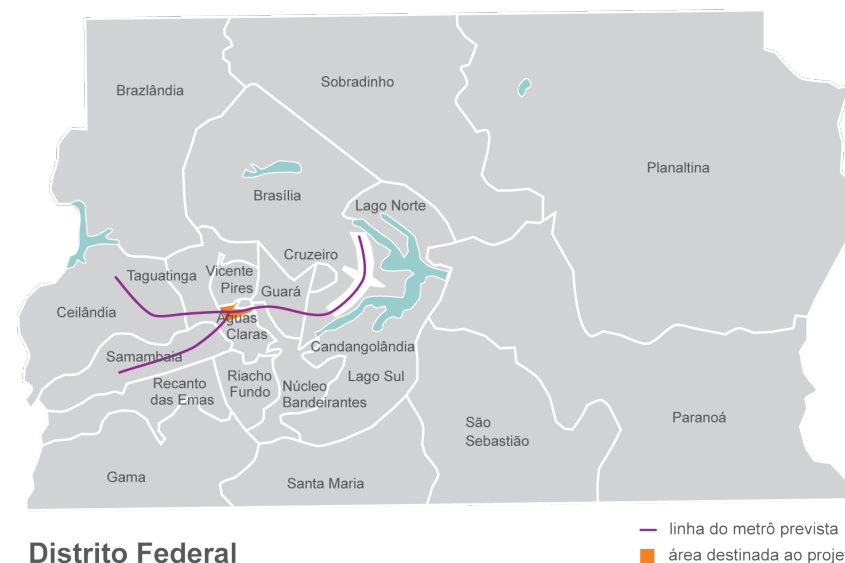 Sobradinho
Brazlândia
Planaltina
Brasília
Lago Norte
Cruzeiro
Taguatinga
Vicente
Pires
Guará
Ceilândia
Águas
Claras
Candangolândia
Samambaia
Recanto
das Emas
Riacho
Fundo
Núcleo
Bandeirantes
Lago Sul
São
Sebastião
Paranoá
Gama
Santa Maria
linha do metrô prevista
Distrito Federal
área destinada ao proje